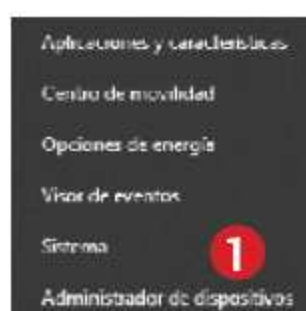 Aplicaciones y características
Centro de movilidad
Opciones de energía
Visor de eventos
Sistema
1
Administrador de dispositivos